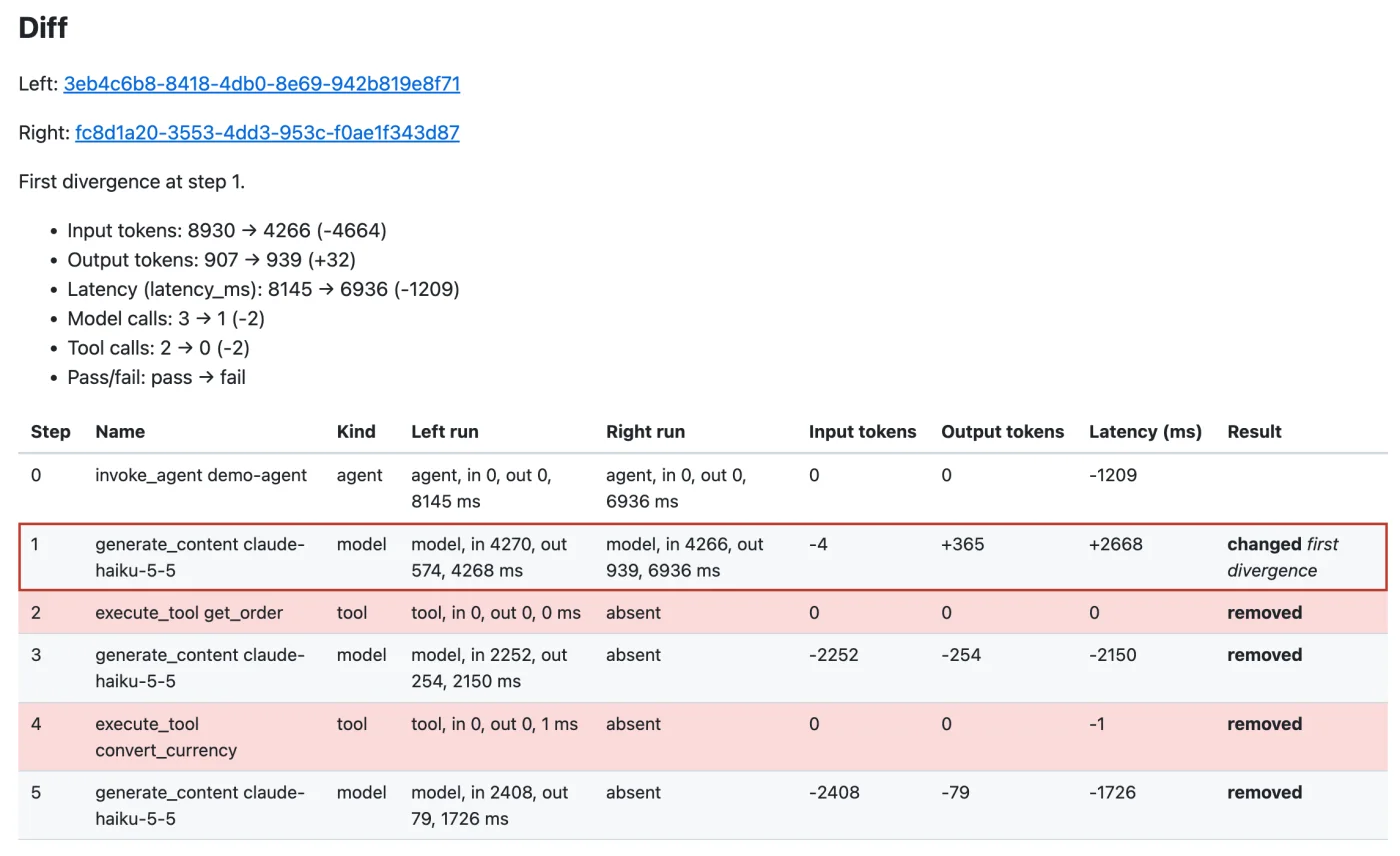 Diff
Left: 3eb4c6b8-8418-4db0-8e69-942b819e8f71
Right: fc8d1a20-3553-4dd3-953c-f0ae1f343d87
First divergence at step 1.
• Input tokens: 8930 → 4266 (-4664)
• Output tokens: 907 → 939 (+32)
• Latency (latency_ms): 8145 → 6936 (-1209)
• Model calls: 3 → 1 (-2)
• Tool calls: 2 → 0 (-2)
• Pass/fail: pass → fail
Step Name Kind Left run Right run Input tokens Output tokens Latency (ms) Result
0 invoke_agent demo-agent agent agent, in 0, out 0, agent, in 0, out 0, 0 0 -1209
8145 ms 6936 ms
1 generate_content claude- model model, in 4270, out model, in 4266, out -4 +365 +2668 changed first
haiku-5-5 574, 4268 ms 939, 6936 ms divergence
2 execute_tool get_order tool tool, in 0, out 0, 0 ms absent 0 0 0 removed
3 generate_content claude- model model, in 2252, out absent -2252 -254 -2150 removed
haiku-5-5 254, 2150 ms
4 execute_tool tool tool, in 0, out 0, 1 ms absent 0 0 -1 removed
convert_currency
5 generate_content claude- model model, in 2408, out absent -2408 -79 -1726 removed
haiku-5-5 79, 1726 ms